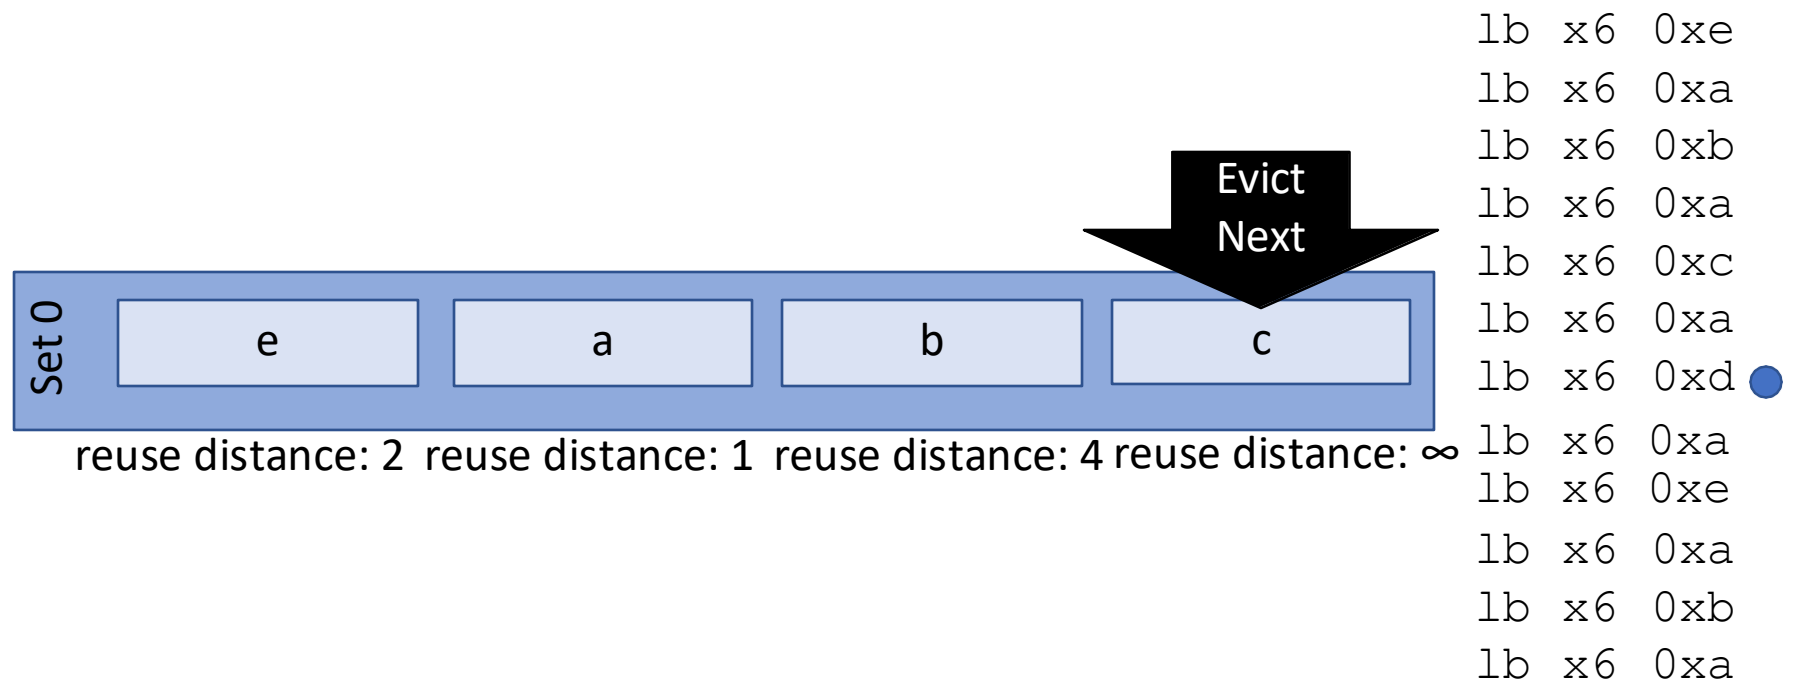 Evict
Next
Set 0
e
a
b
c
reuse distance: 2
reuse distance: 1
reuse distance: 4
reuse distance: ∞
lb x6 0xe
lb x6 0xa
lb x6 0xb
lb x6 0xa
lb x6 0xc
lb x6 0xa
lb x6 0xd
lb x6 0xa
lb x6 0xe
lb x6 0xa
lb x6 0xb
lb x6 0xa